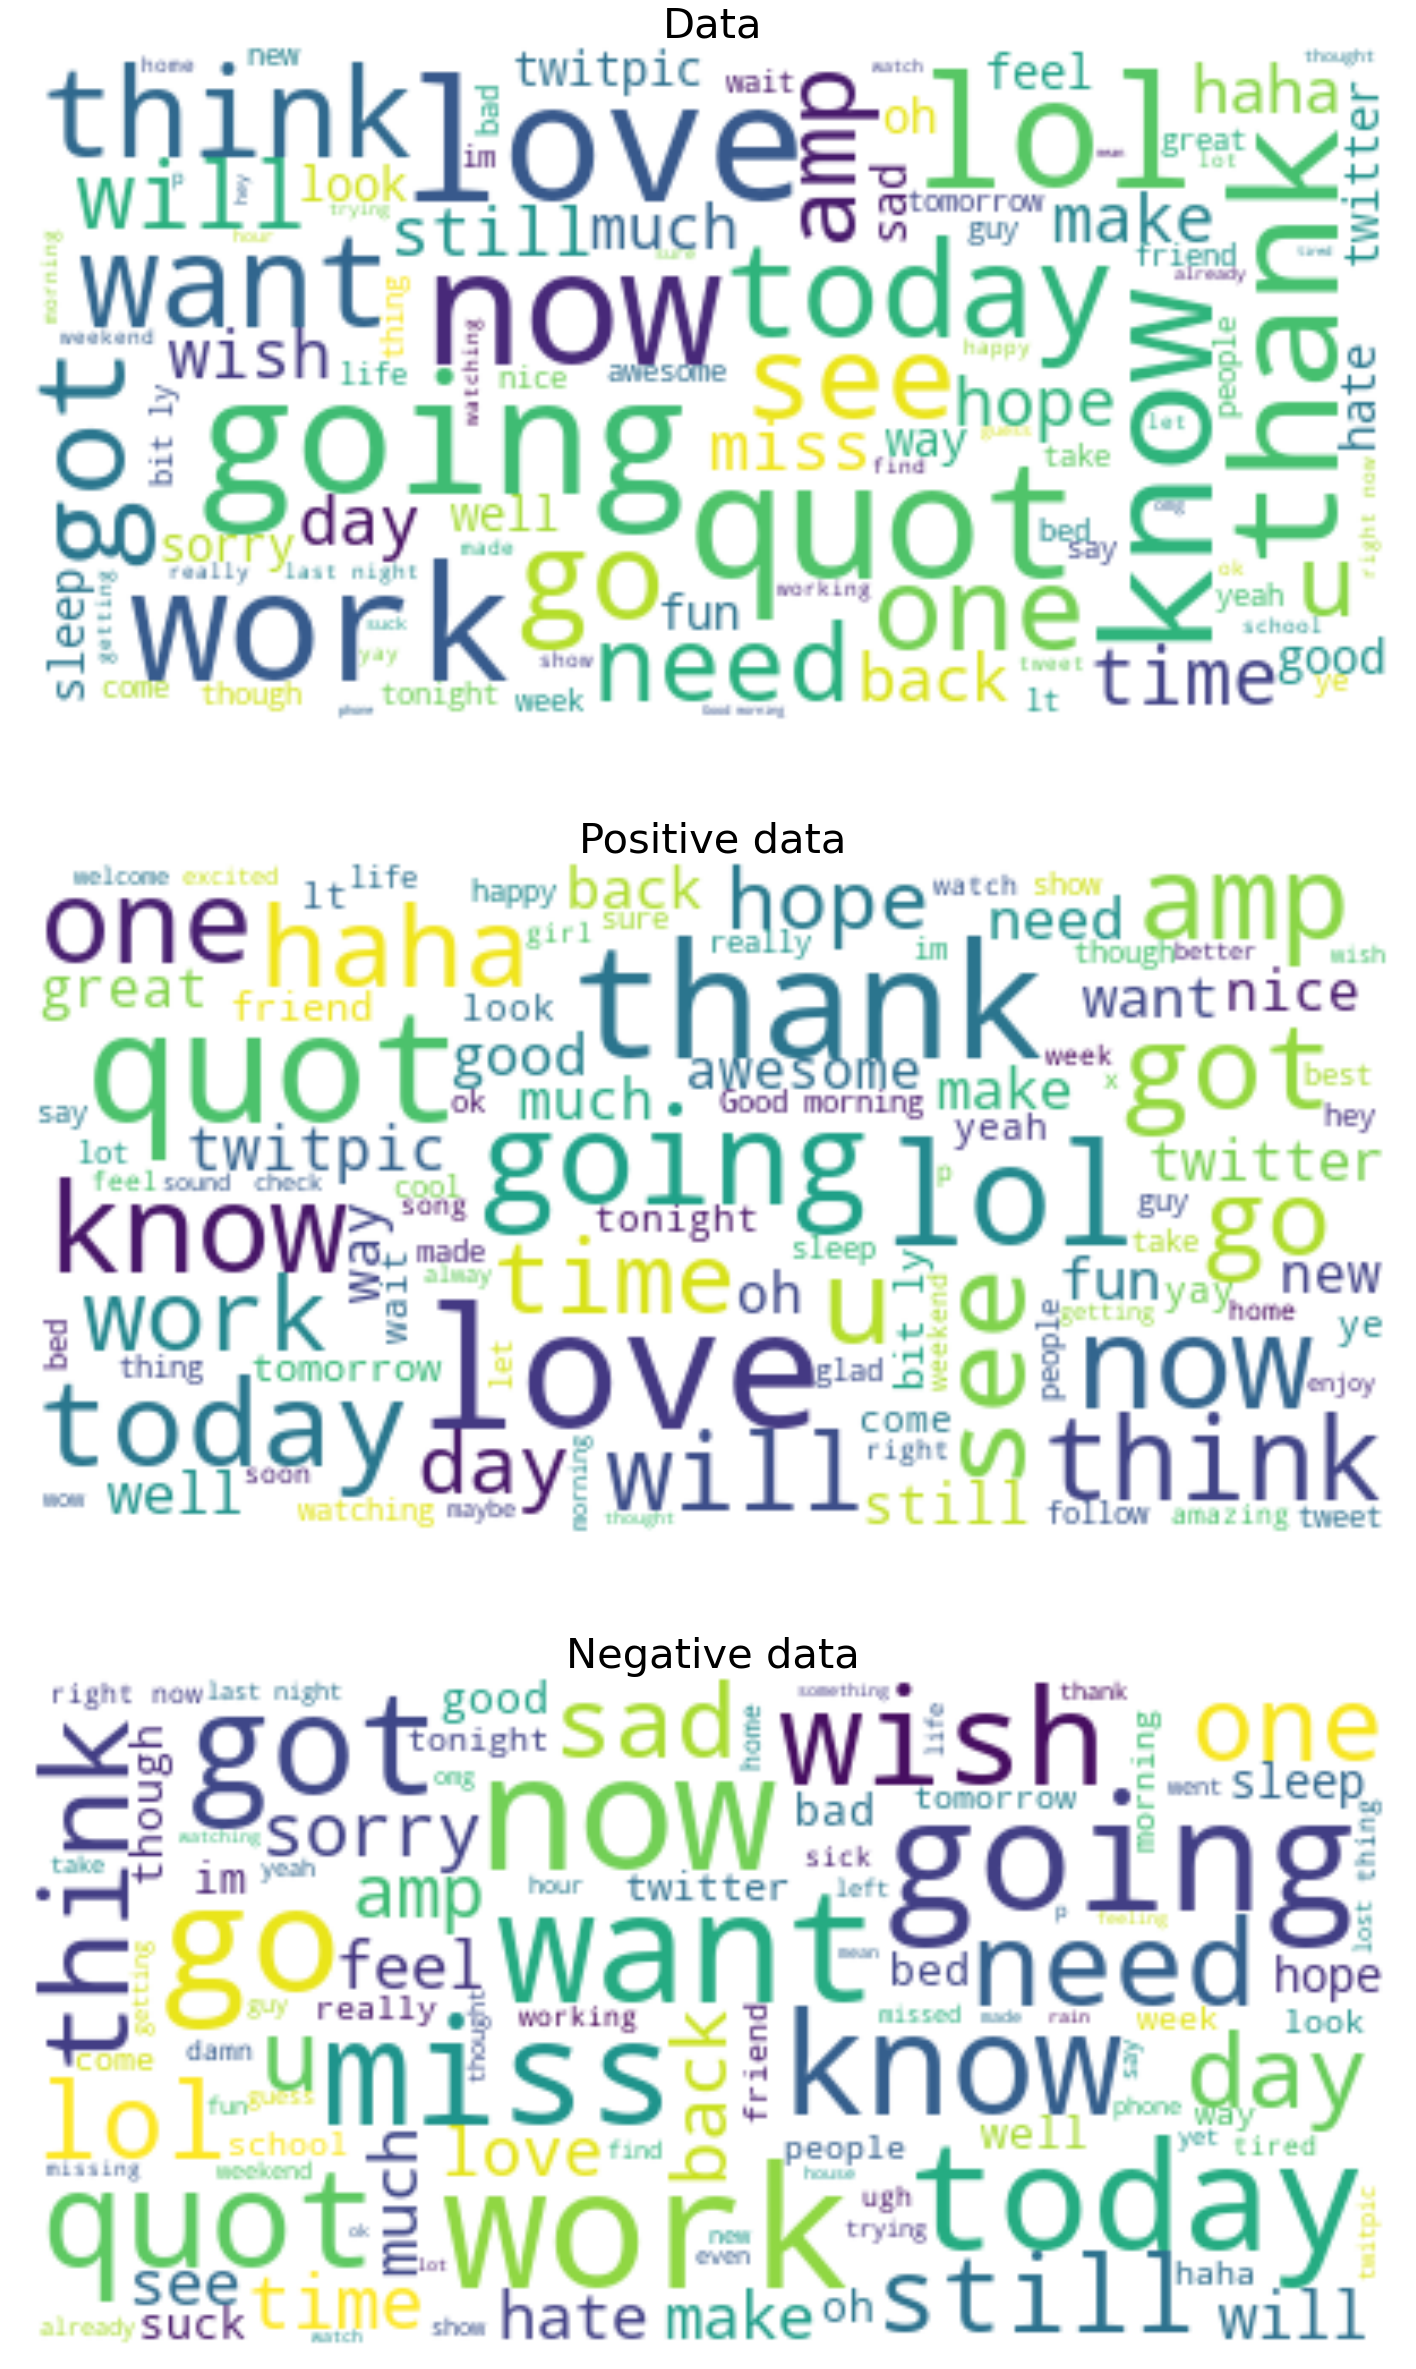 Data
home new twitpic wait watch feel thought
think love bad amp oh lol haha
im great lot twitter
will p hey look sad thank
trying tomorrow make
still much guy
morning hour sure friend tired
want now today already
thing know
weekend wish watching happy people
got life nice awesome see hate
going hope let
bit ly miss way guess
find take right now
day well quot omg
sorry made bed say
sleep really last night go ok u
getting work suck working one yeah
fun school
yay show need tweet time good
come though tonight week back lt ye
phone Good morning
Positive data
welcome excited lt life happy back hope watch show amp
one haha sure need
girl really im though better wish
great friend look thank want nice
quot good awesome week got
much Good morning make x best
say ok yeah hey
lot twitpic going lol twitter
feel sound check cool p
know way song tonight guy go
made sleep take
alway time oh u bit ly see fun yay new
work wait weekend getting home
bed let love people now ye
thing tomorrow glad enjoy
today come think
day will right
well soon morning still
wow watching maybe thought follow amazing tweet
Negative data
right now last night good sad something wish thank one
think got tonight home life morning
though omg now tomorrow went sleep
sorry bad going
watching sick thing
take im yeah amp hour twitter left
go want p feeling lost
feel mean bed need hope
getting guy really thought working friend missed made rain week look
come damn u miss back know say day
lol fun guess phone way
school love find people well yet tired
missing weekend house
quot much work ugh today
ok trying twitpic
lot new even
see time still haha
already suck watch show hate make oh will